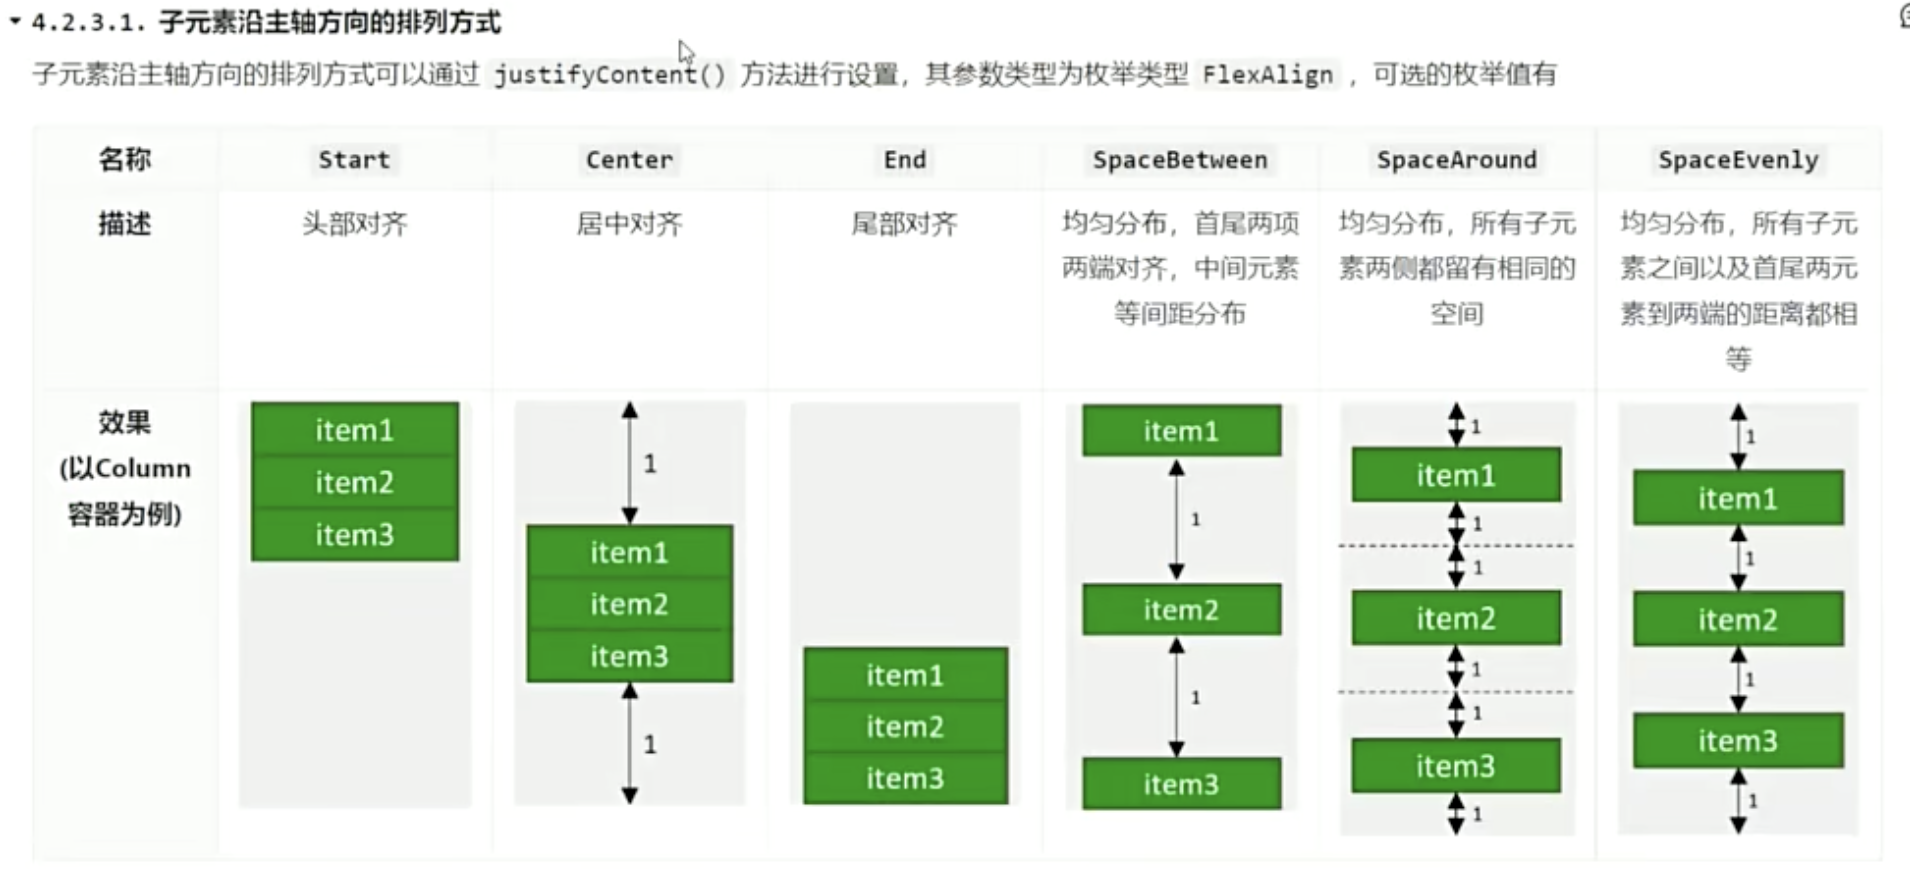 4.2.3.1. 子元素沿主轴方向的排列方式
子元素沿主轴方向的排列方式可以通过 justifyContent() 方法进行设置，其参数类型为枚举类型 FlexAlign ，可选的枚举值有
名称 Start Center End SpaceBetween SpaceAround SpaceEvenly
描述
头部对齐
居中对齐
尾部对齐
均匀分布，首尾两项
两端对齐，中间元素
等间距分布
均匀分布，所有子元
素两侧都留有相同的
空间
均匀分布，所有子元
素之间以及首尾两元
素到两端的距离都相
等
效果
(以Column
容器为例)
item1
item2
item3
1
item1
item2
item3
1
item1
item2
item3
item1
1
item2
1
item3
1
item1
1
1
item2
1
1
item3
1
1
item1
1
item2
1
item3
1